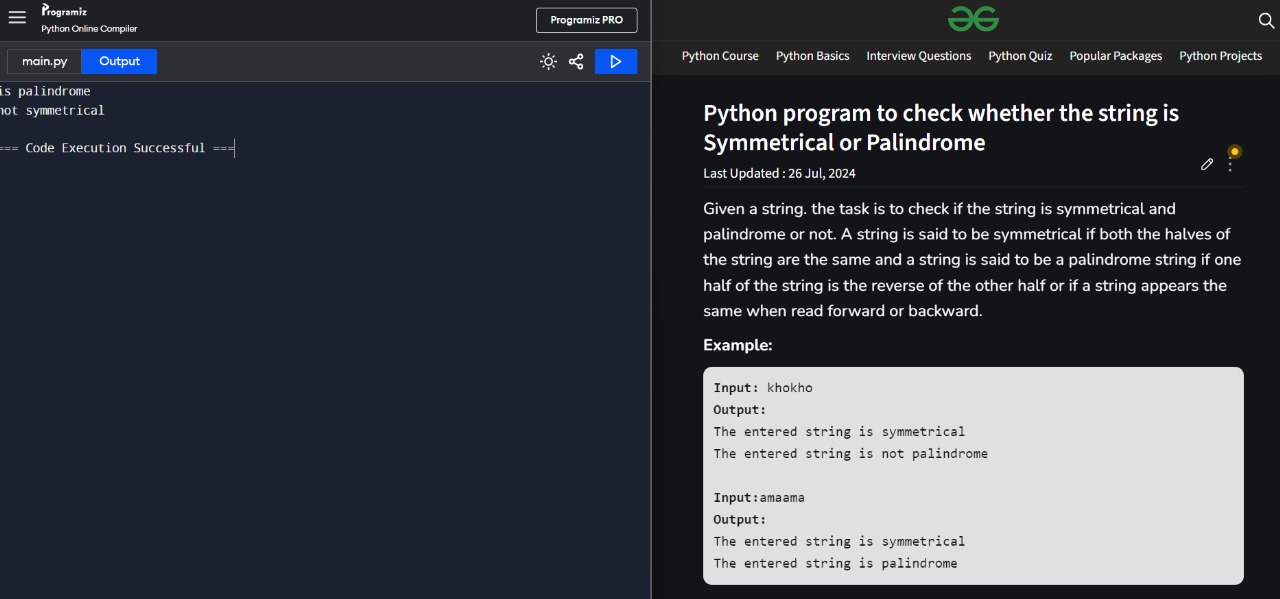 Programiz
Python Online Compiler
Programiz PRO
main.py
Output
is palindrome
not symmetrical
=== Code Execution Successful ===
Python Course
Python Basics
Interview Questions
Python Quiz
Popular Packages
Python Projects
Python program to check whether the string is
Symmetrical or Palindrome
Last Updated : 26 Jul, 2024
Given a string. the task is to check if the string is symmetrical and
palindrome or not. A string is said to be symmetrical if both the halves of
the string are the same and a string is said to be a palindrome string if one
half of the string is the reverse of the other half or if a string appears the
same when read forward or backward.
Example:
Input: khokho
Output:
The entered string is symmetrical
The entered string is not palindrome
Input:amaama
Output:
The entered string is symmetrical
The entered string is palindrome